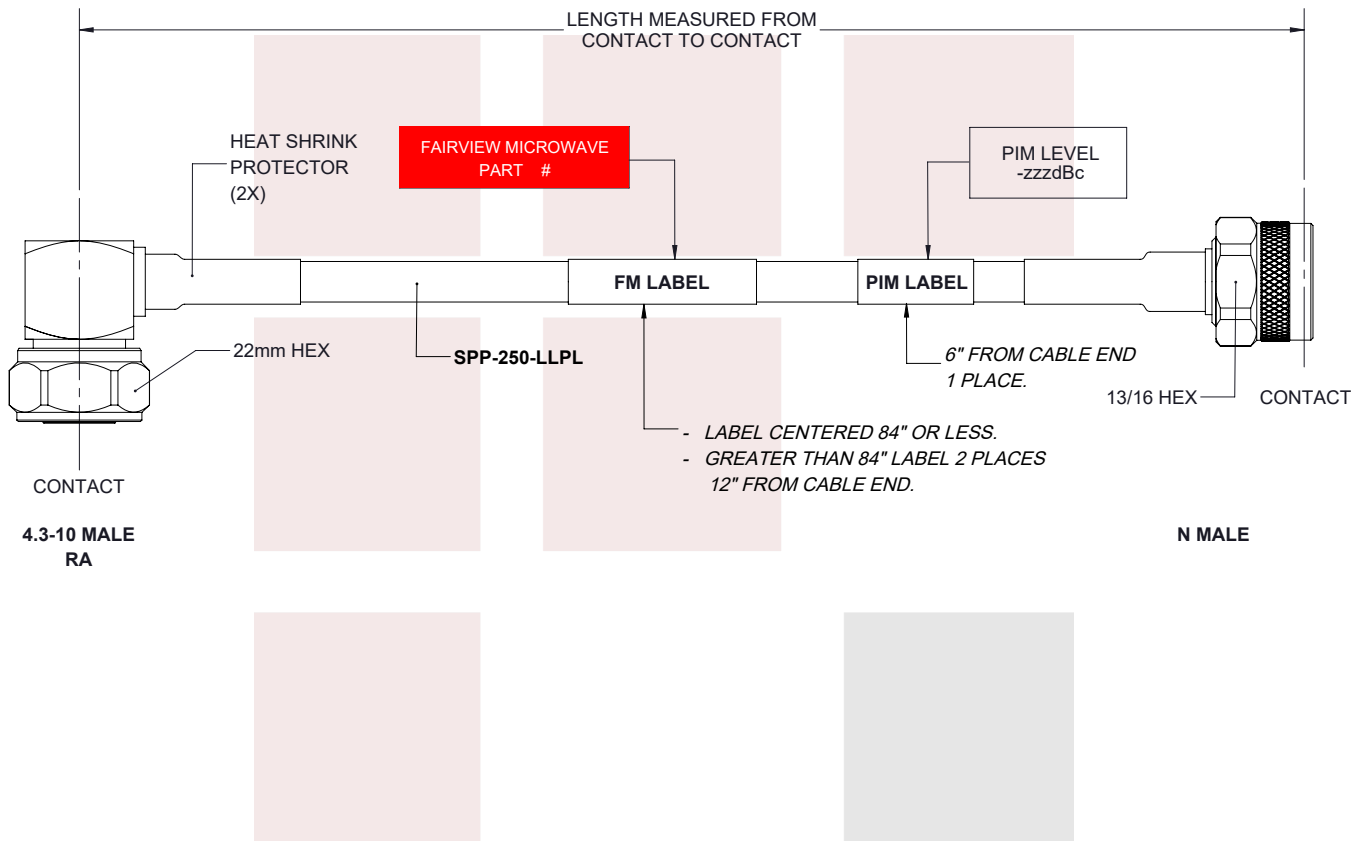 LENGTH MEASURED FROM
CONTACT TO CONTACT
HEAT SHRINK
PROTECTOR
(2X)
FAIRVIEW MICROWAVE
PART #
PIM LEVEL
-zzzdBc
FM LABEL
PIM LABEL
22mm HEX
SPP-250-LLPL
6" FROM CABLE END
1 PLACE.
13/16 HEX
CONTACT
- LABEL CENTERED 84" OR LESS.
- GREATER THAN 84" LABEL 2 PLACES
12" FROM CABLE END.
CONTACT
4.3-10 MALE
RA
N MALE